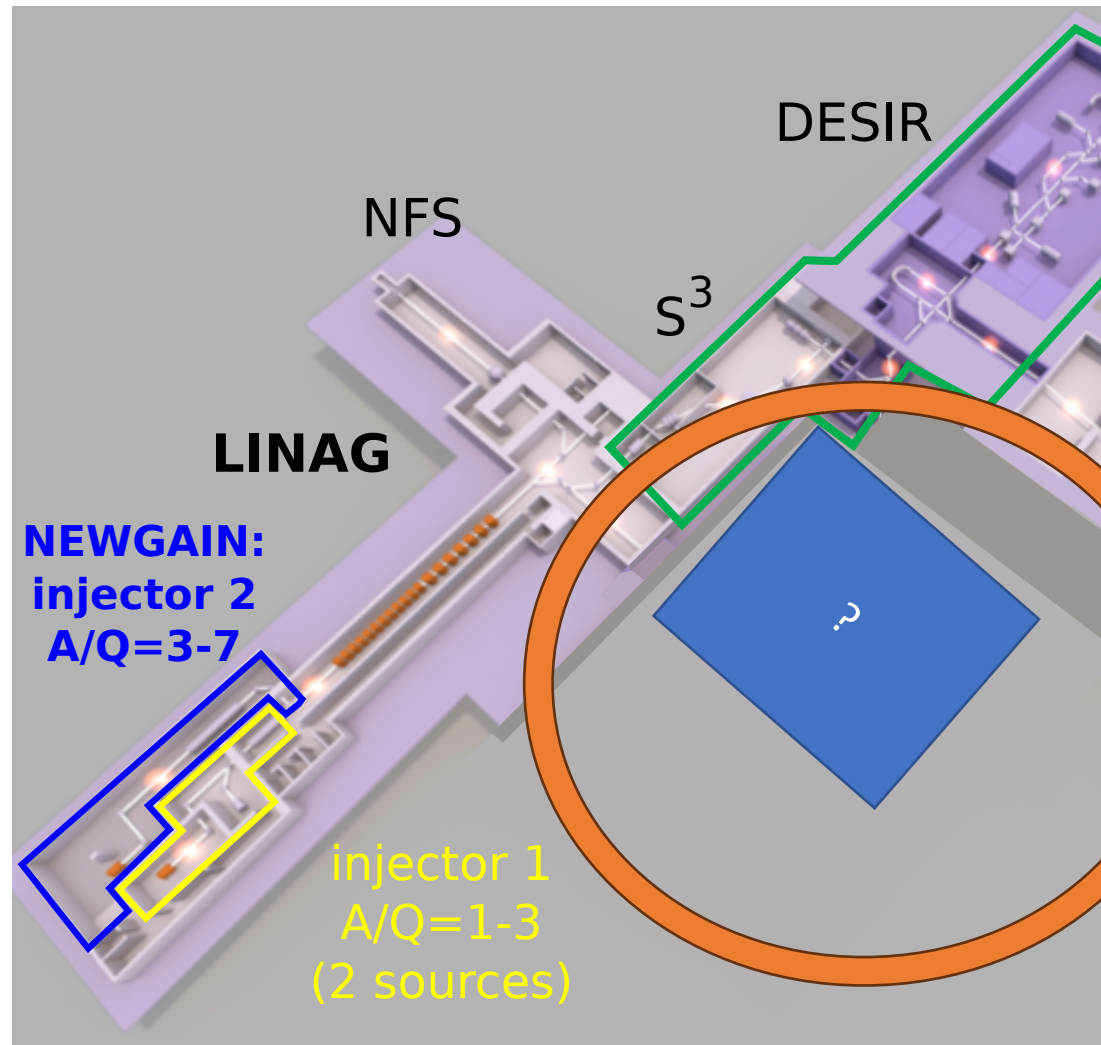 DESIR
NFS
S³
LINAG
NEWGAIN:
injector 2
A/Q=3-7
?
injector 1
A/Q=1-3
(2 sources)